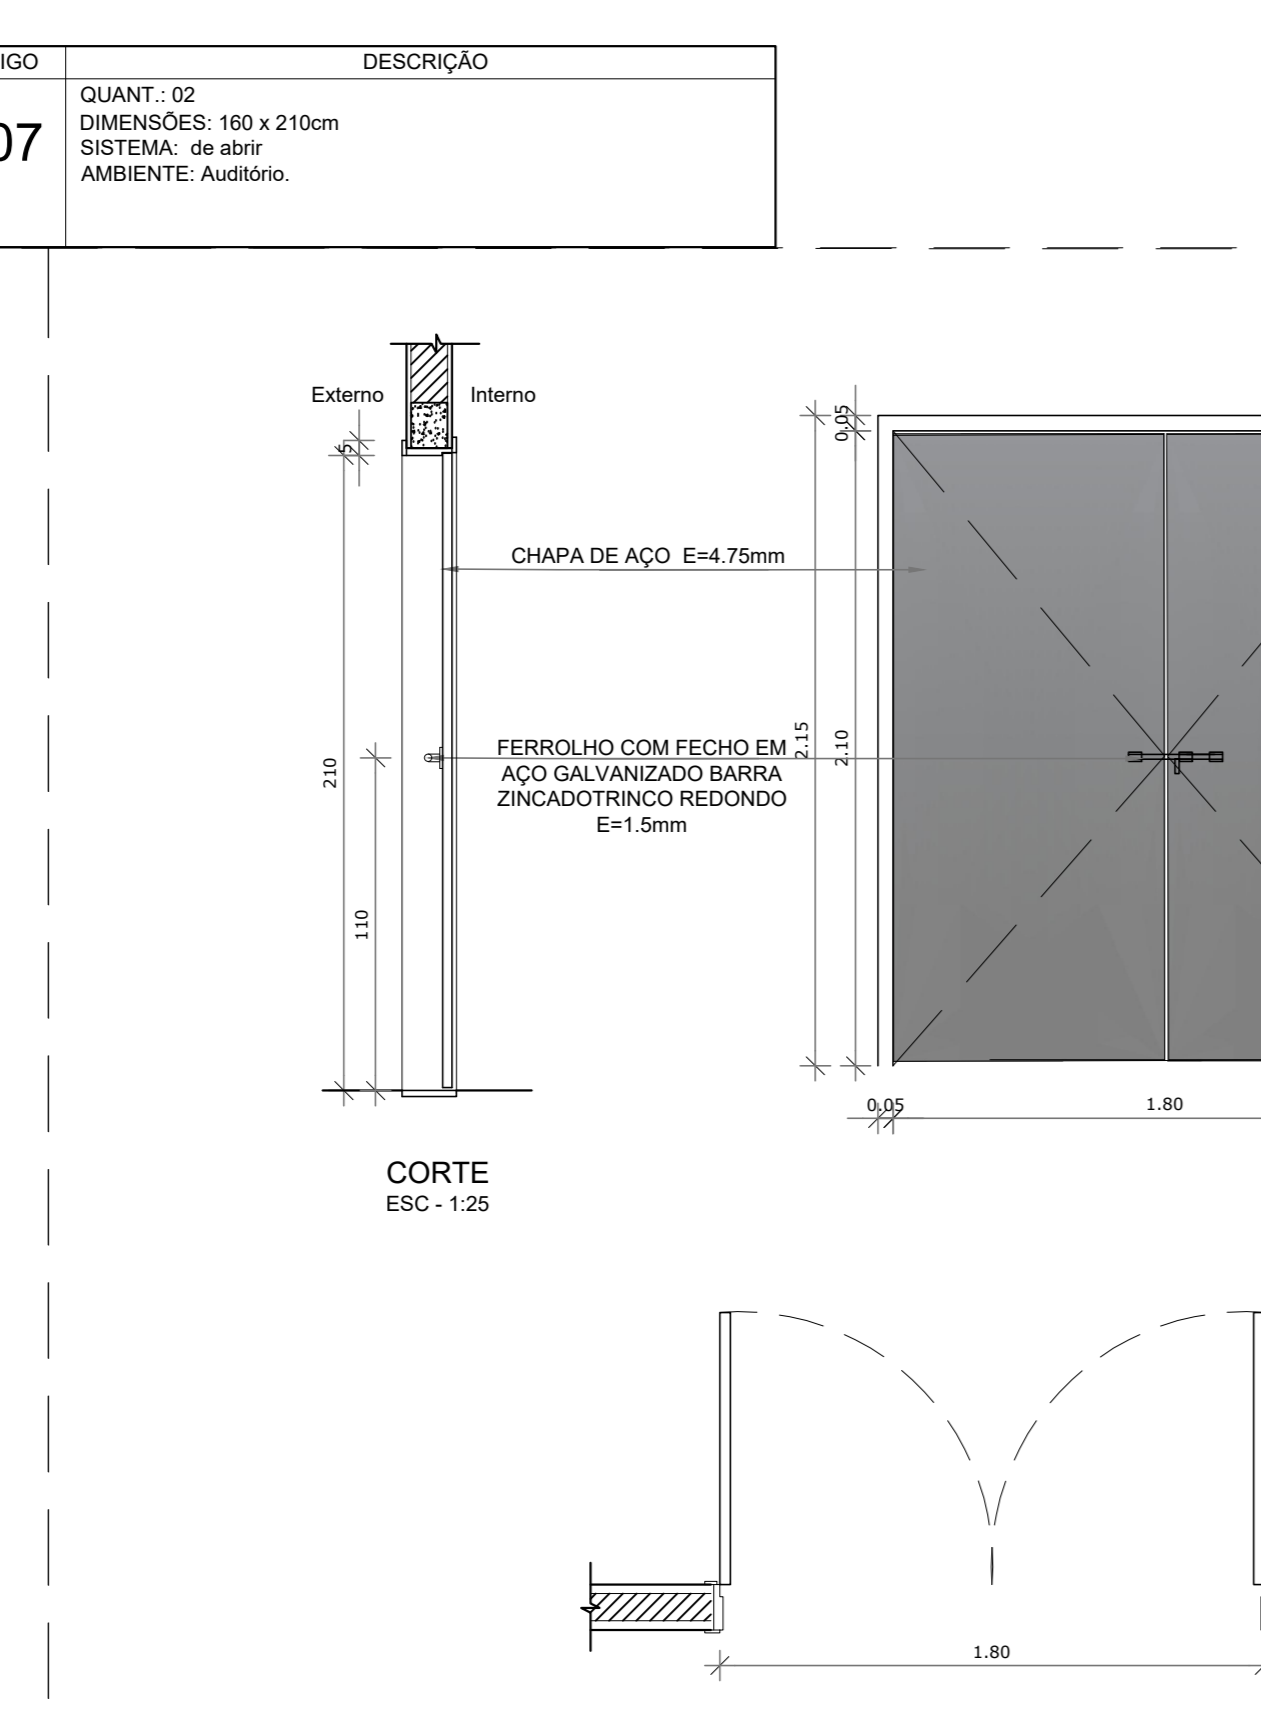 IGO
DESCRIÇÃO
07
QUANT.: 02
DIMENSÕES: 160 x 210cm
SISTEMA: de abrir
AMBIENTE: Auditório.
Externo
Interno
5
0.05
CHAPA DE AÇO E=4.75mm
FERROLHO COM FECHO EM
AÇO GALVANIZADO BARRA
ZINCADOTRINCO REDONDO
E=1.5mm
2.15
2.10
210
110
0.05
1.80
CORTE
ESC - 1:25
1.80